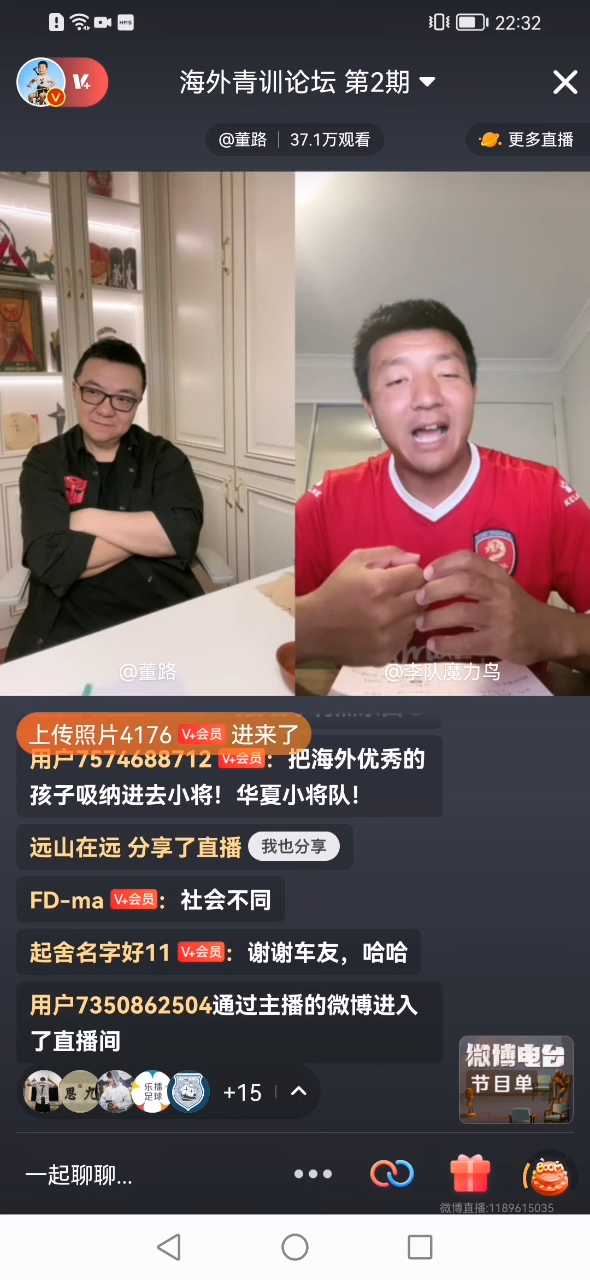 22:32
V+
海外青训论坛 第2期
@董路 37.1万观看
更多直播
@董路
@李队魔力鸟
上传照片4176 V+会员 进来了
用户7574688712 V+会员：把海外优秀的
孩子吸纳进去小将！华夏小将队！
远山在远 分享了直播 我也分享
FD-ma V+会员：社会不同
起舍名字好11 V+会员：谢谢车友，哈哈
用户7350862504通过主播的微博进入
了直播间
乐播
足球
+15
微博电台
节目单
一起聊聊...
BOOM
微博直播:1189615035